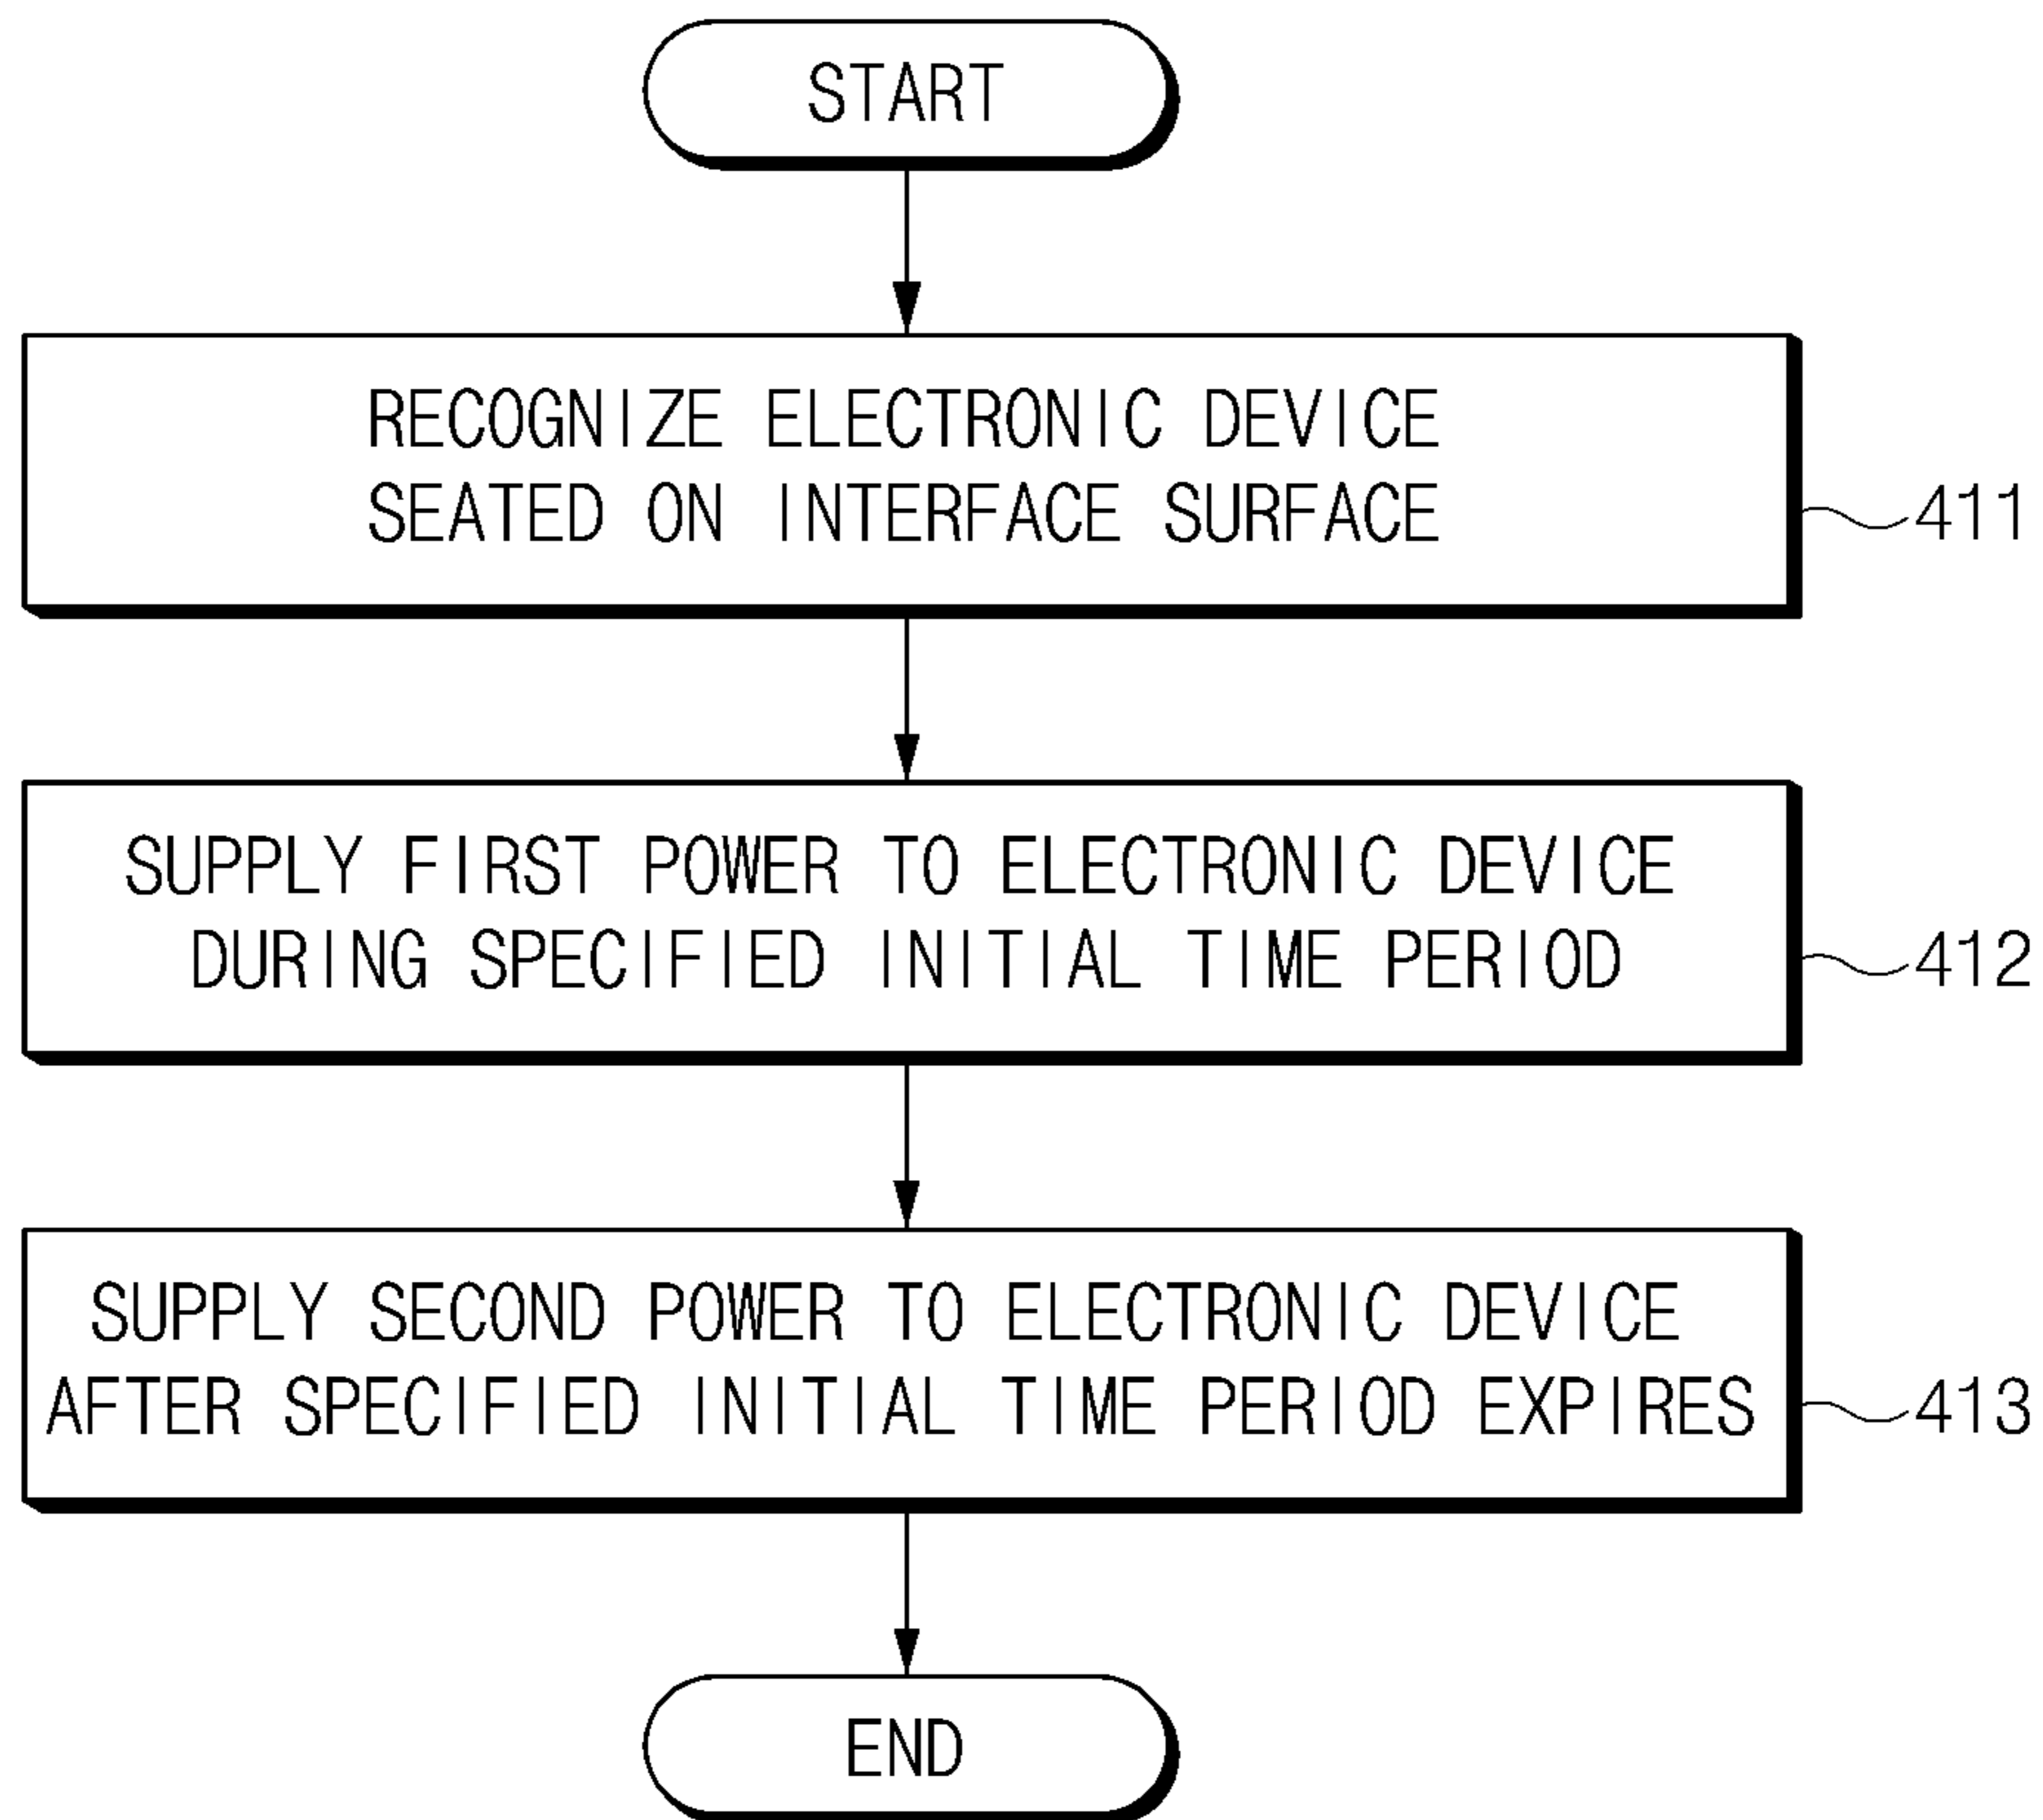 START
RECOGNIZE ELECTRONIC DEVICE
SEATED ON INTERFACE SURFACE
411
SUPPLY FIRST POWER TO ELECTRONIC DEVICE
DURING SPECIFIED INITIAL TIME PERIOD
412
SUPPLY SECOND POWER TO ELECTRONIC DEVICE
AFTER SPECIFIED INITIAL TIME PERIOD EXPIRES
413
END